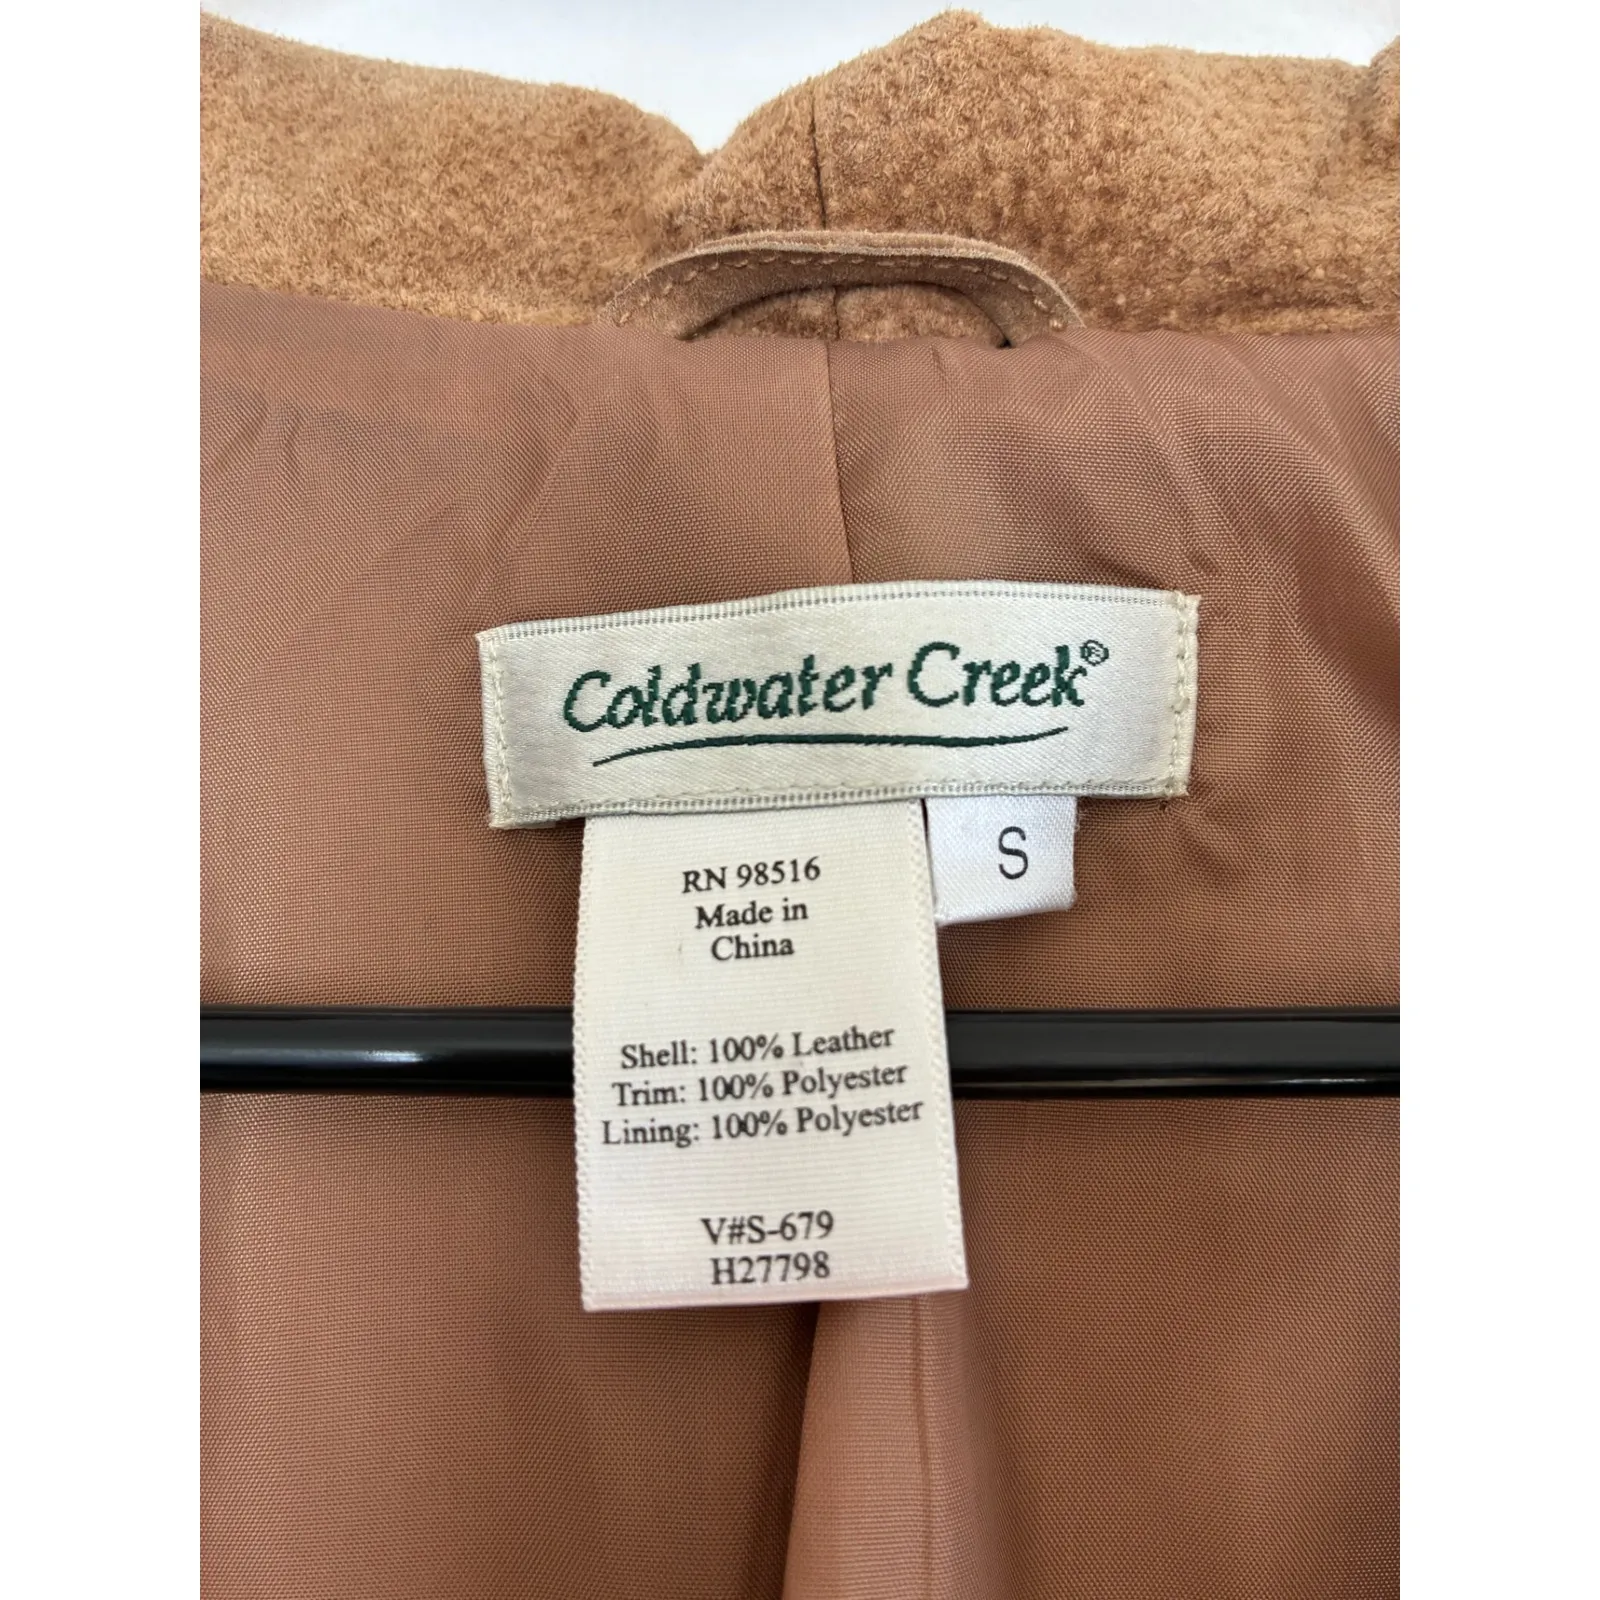 Coldwater Creek®
S
RN 98516
Made in
China
Shell: 100% Leather
Trim: 100% Polyester
Lining: 100% Polyester
V#S-679
H27798